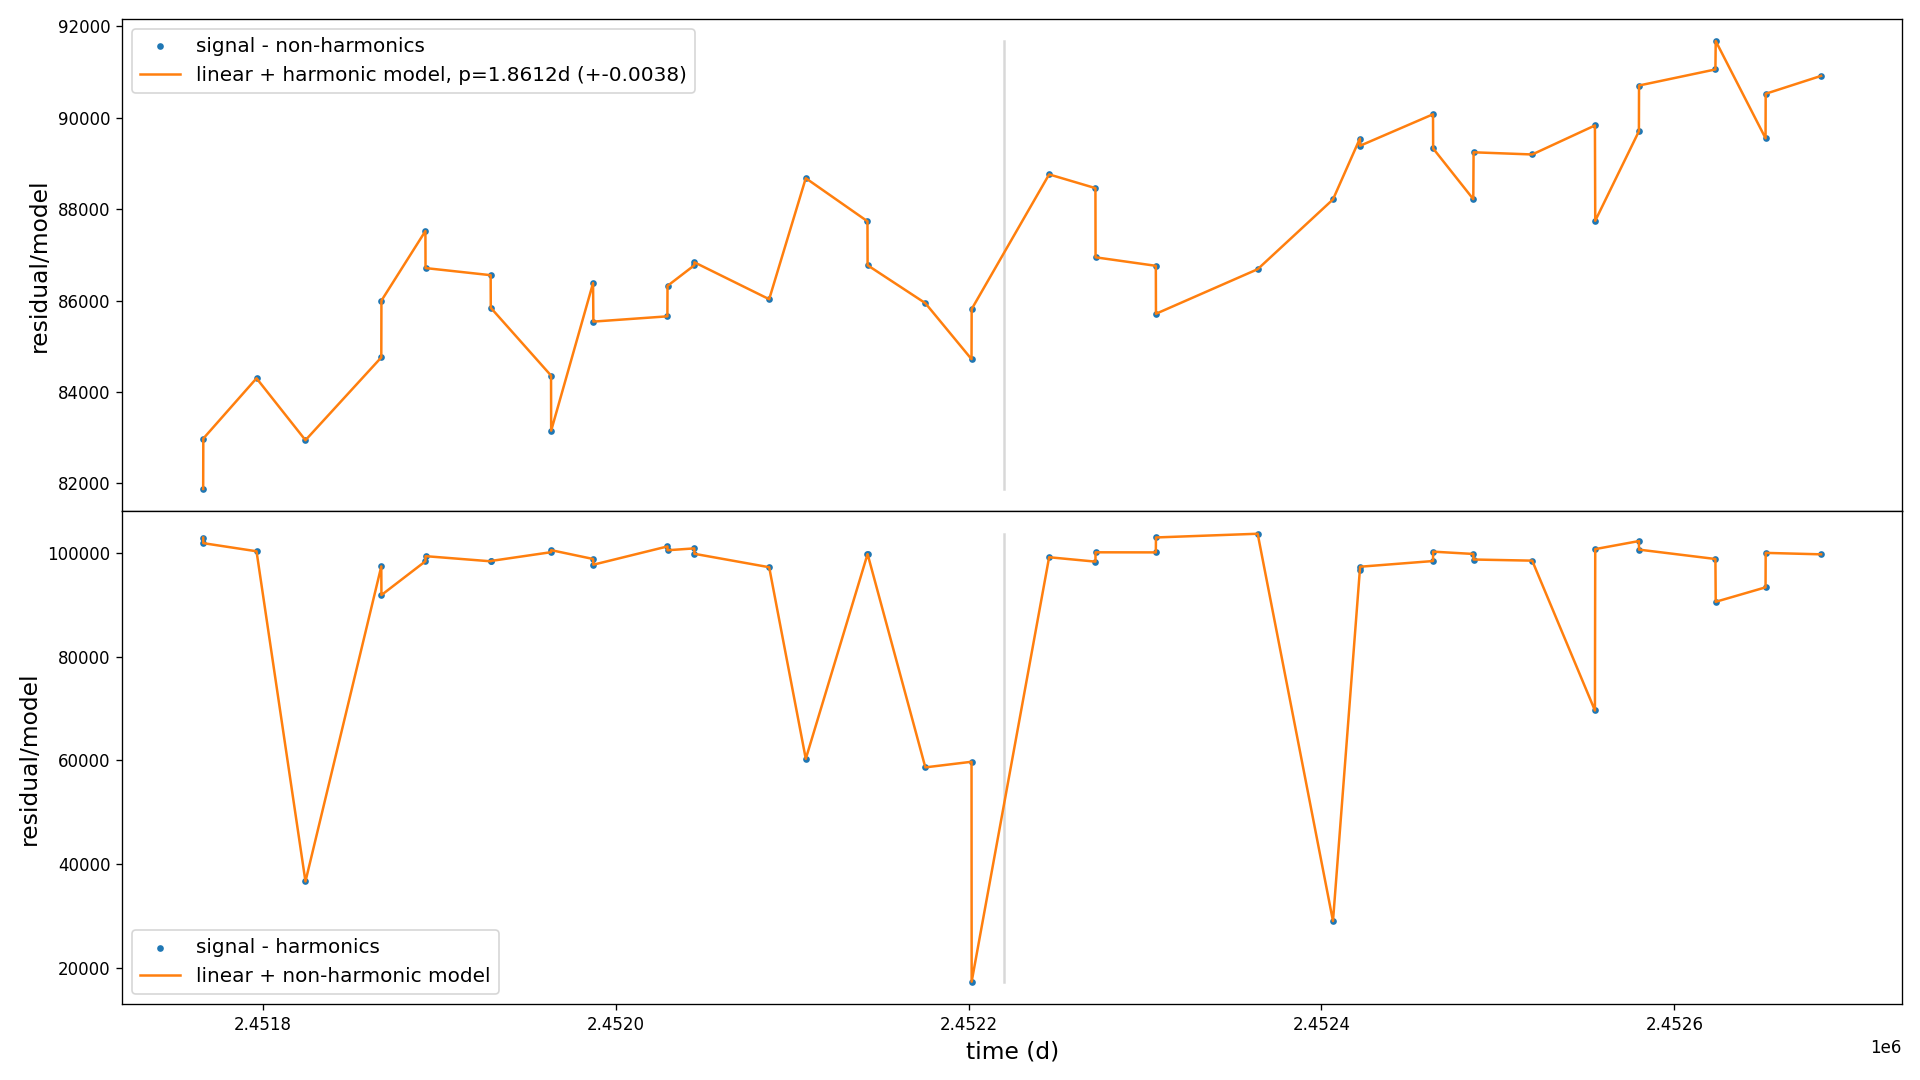 92000
90000
88000
86000
84000
82000
residual/model
signal - non-harmonics
linear + harmonic model, p=1.8612d (+-0.0038)
100000
80000
60000
40000
20000
residual/model
signal - harmonics
linear + non-harmonic model
2.4518
2.4520
2.4522
2.4524
2.4526
1e6
time (d)